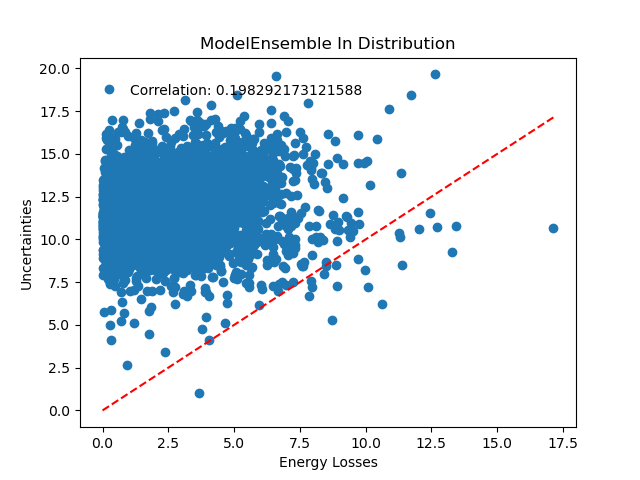 ModelEnsemble In Distribution
20.0
17.5
15.0
12.5
10.0
7.5
5.0
2.5
0.0
Uncertainties
Correlation: 0.198292173121588
0.0 2.5 5.0 7.5 10.0 12.5 15.0 17.5
Energy Losses